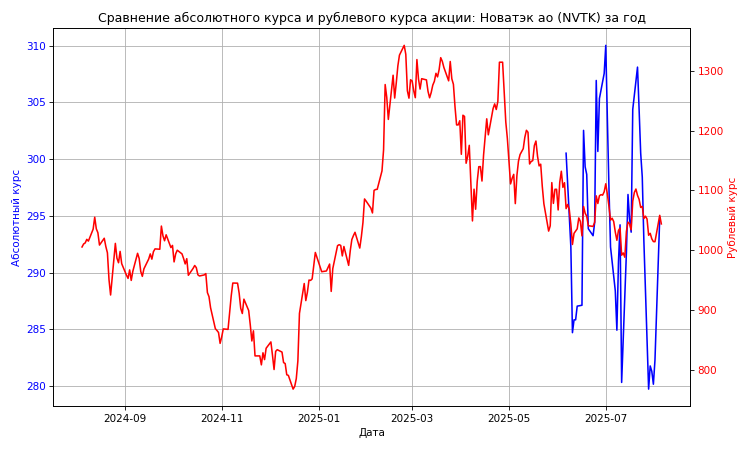 Сравнение абсолютного курса и рублевого курса акции: Новатэк ао (NVTK) за год
310
305
300
295
290
285
280
Абсолютный курс
1300
1200
1100
1000
900
800
Рублевый курс
2024-09 2024-11 2025-01 2025-03 2025-05 2025-07
Дата